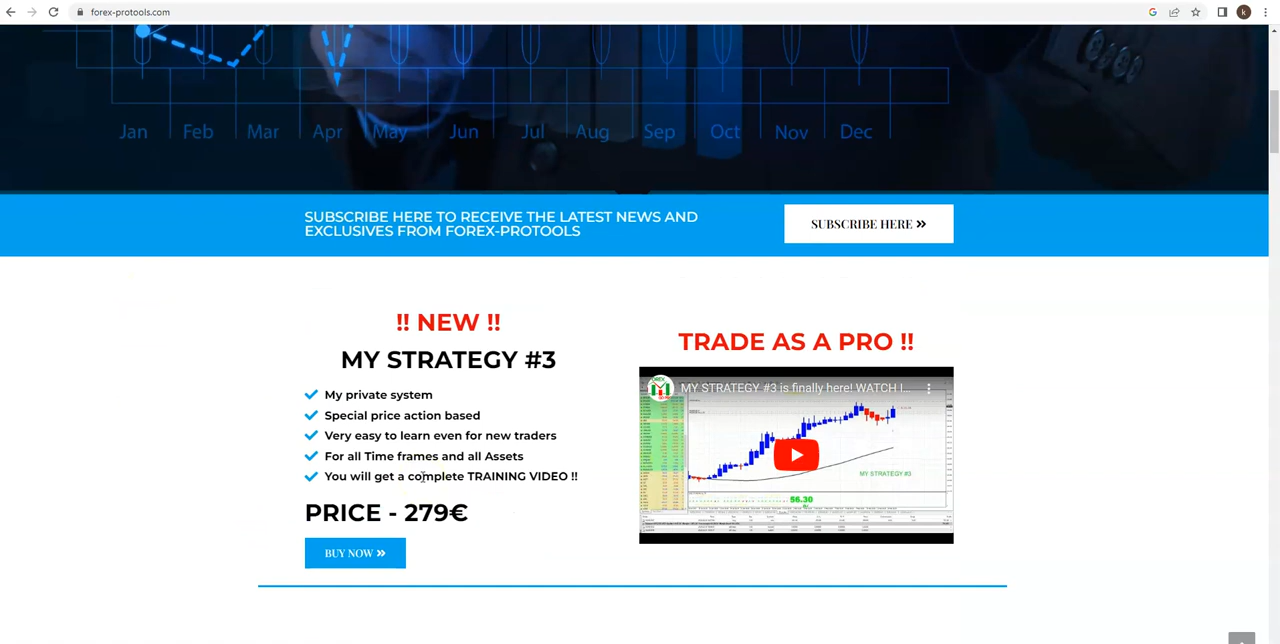 forex-protools.com
k
Jan Feb Mar Apr May Jun Jul Aug Sep Oct Nov Dec
SUBSCRIBE HERE TO RECEIVE THE LATEST NEWS AND
EXCLUSIVES FROM FOREX-PROTOOLS
SUBSCRIBE HERE »
!! NEW !!
MY STRATEGY #3
My private system
Special price action based
Very easy to learn even for new traders
For all Time frames and all Assets
You will get a complete TRAINING VIDEO !!
PRICE - 279€
BUY NOW »
TRADE AS A PRO !!
MY STRATEGY #3 is finally here! WATCH I...
MY STRATEGY #3
56.30